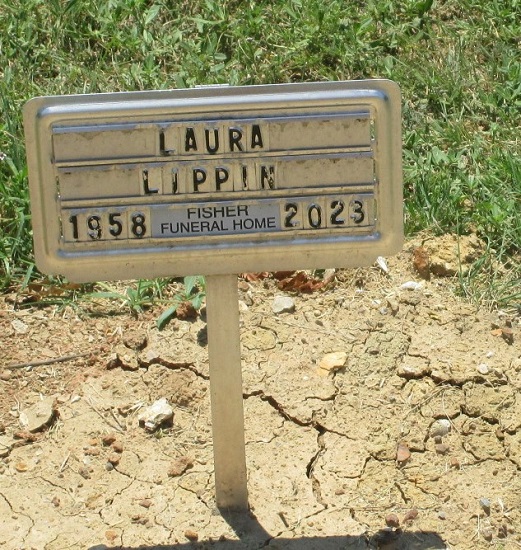 LAURA
LIPPIN
1958 FISHER FUNERAL HOME 2023